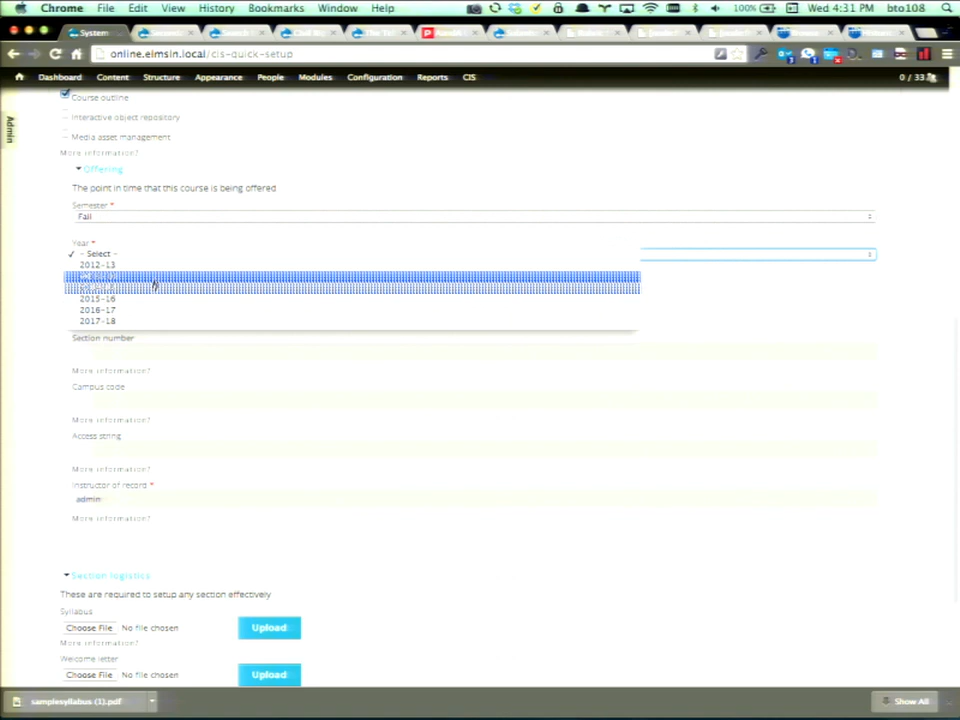 Chrome File Edit View History Bookmarks Window Help 100% Wed 4:31 PM bto108
System
online.elmsln.local/cis-quick-setup
Dashboard Content Structure Appearance People Modules Configuration Reports CIS 0 / 33
Admin
Course outline
Interactive object repository
Media asset management
More information?
Offering
The point in time that this course is being offered
Semester *
Fall
Year *
✓ - Select -
2012-13
2015-16
2016-17
2017-18
Section number
More information?
Campus code
More information?
Access string
More information?
Instructor of record *
admin
More information?
Section logistics
These are required to setup any section effectively
Syllabus
Choose File No file chosen Upload
More information?
Welcome letter
Choose File No file chosen Upload
samplesyllabus (1).pdf Show All